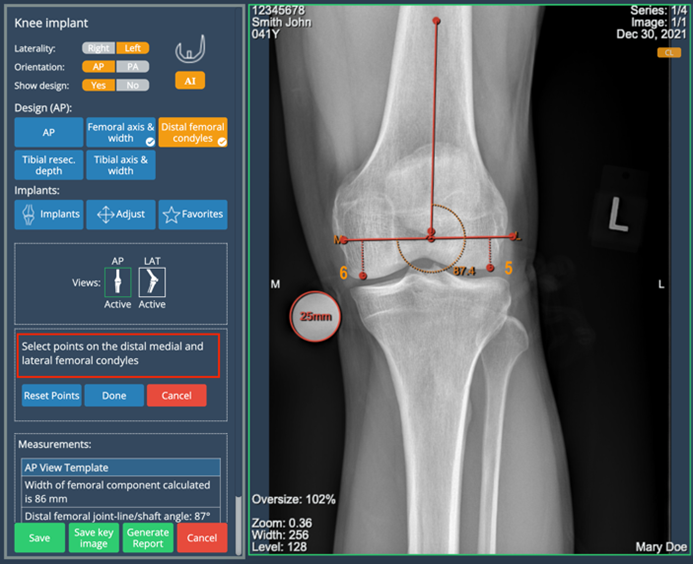 Knee implant
Laterality: Right Left
Orientation: AP PA
Show design: Yes No
AI
Design (AP):
AP
Femoral axis & width
Distal femoral condyles
Tibial resec. depth
Tibial axis & width
Implants:
Implants Adjust Favorites
AP LAT
Views:
Active Active
Select points on the distal medial and
lateral femoral condyles
Reset Points Done Cancel
Measurements:
AP View Template
Width of femoral component calculated
is 86 mm
Distal femoral joint-line/shaft angle: 87°
Save
Save key image
Generate Report
Cancel
12345678
Smith John
041Y
Series: 1/4
Image: 1/1
Dec 30, 2021
CL
L
M L
6 5
87.4
M L
25mm
Oversize: 102%
Zoom: 0.36
Width: 256
Level: 128
Mary Doe